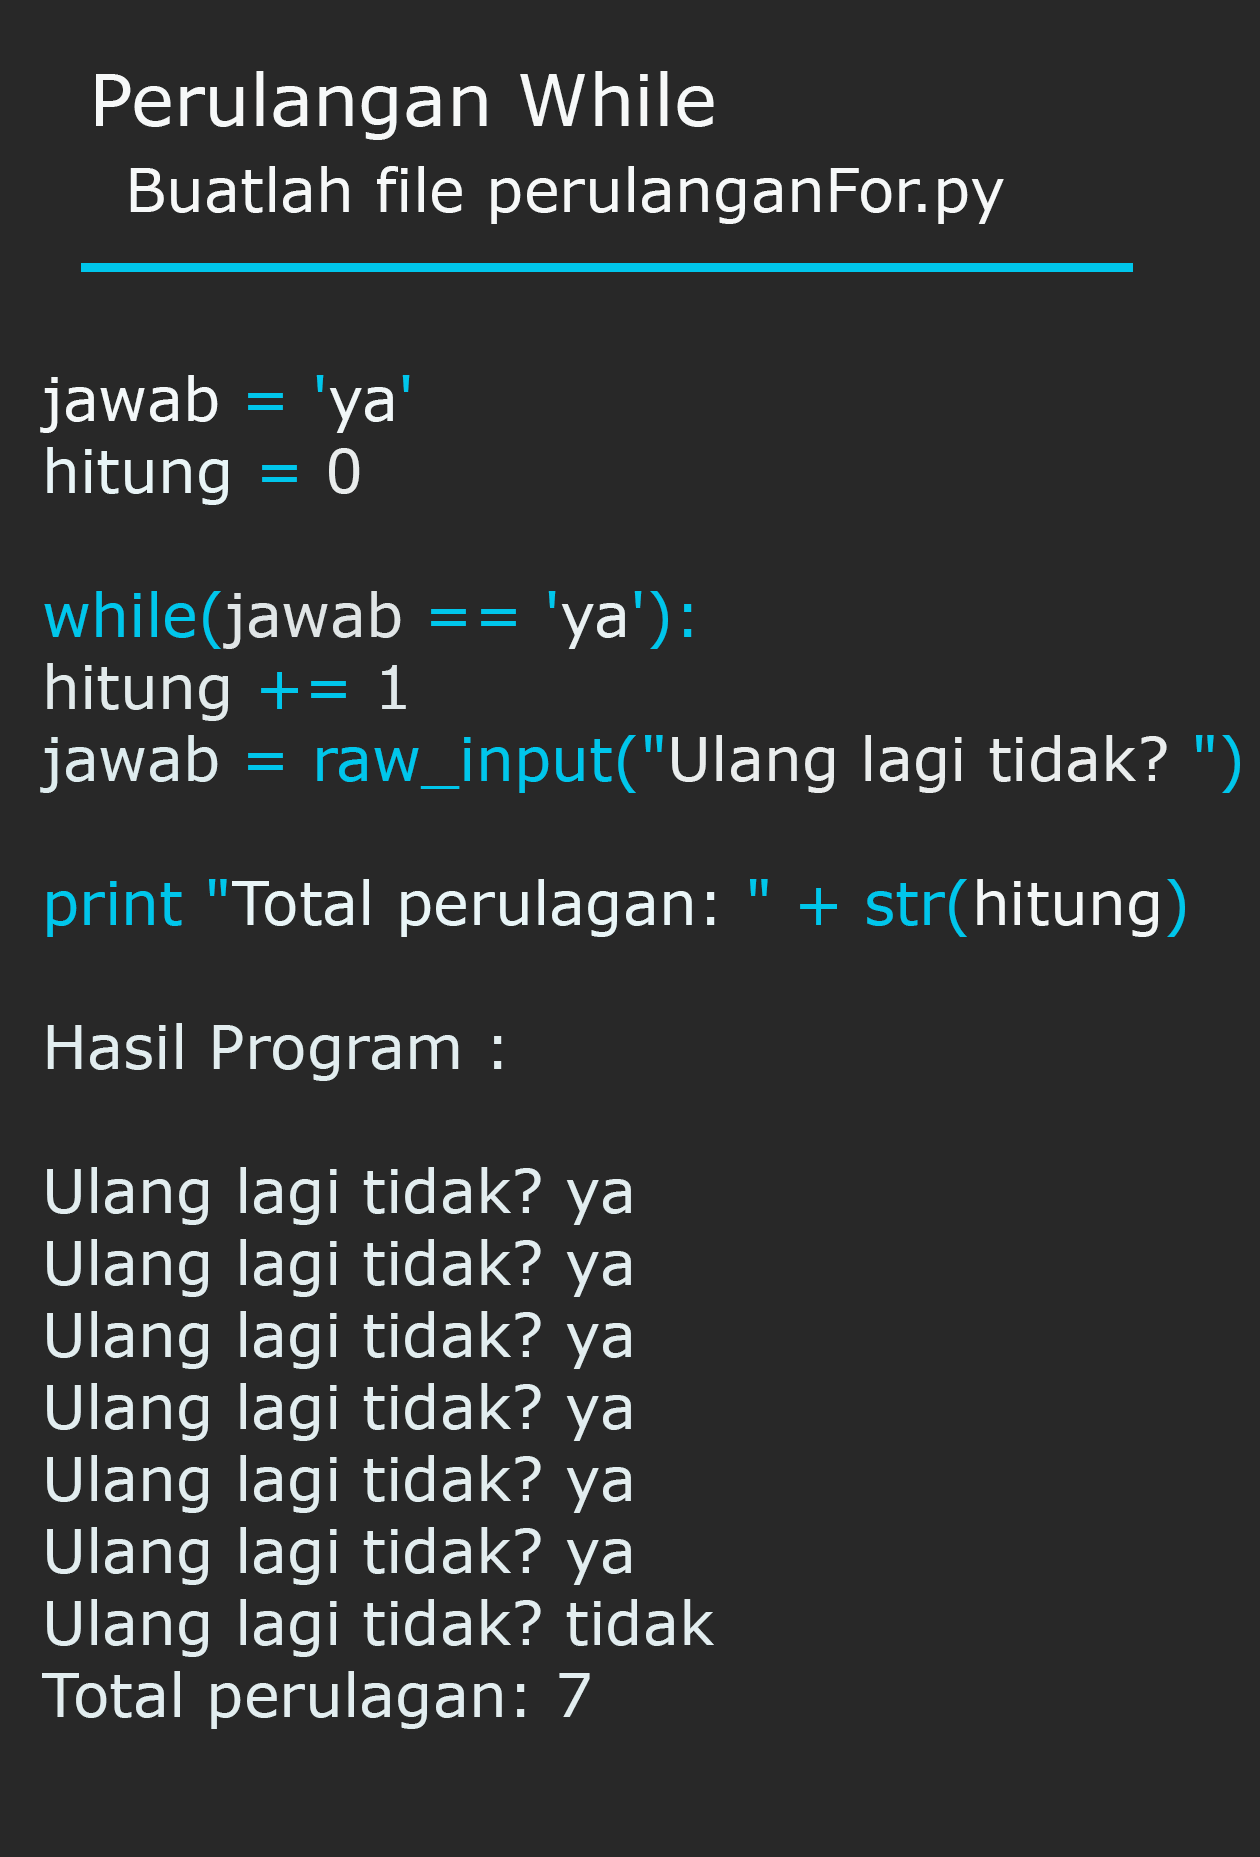 Perulangan While
Buatlah file perulanganFor.py
jawab = 'ya'
hitung = 0
while(jawab == 'ya'):
hitung += 1
jawab = raw_input("Ulang lagi tidak? ")
print "Total perulagan: " + str(hitung)
Hasil Program :
Ulang lagi tidak? ya
Ulang lagi tidak? ya
Ulang lagi tidak? ya
Ulang lagi tidak? ya
Ulang lagi tidak? ya
Ulang lagi tidak? ya
Ulang lagi tidak? tidak
Total perulagan: 7